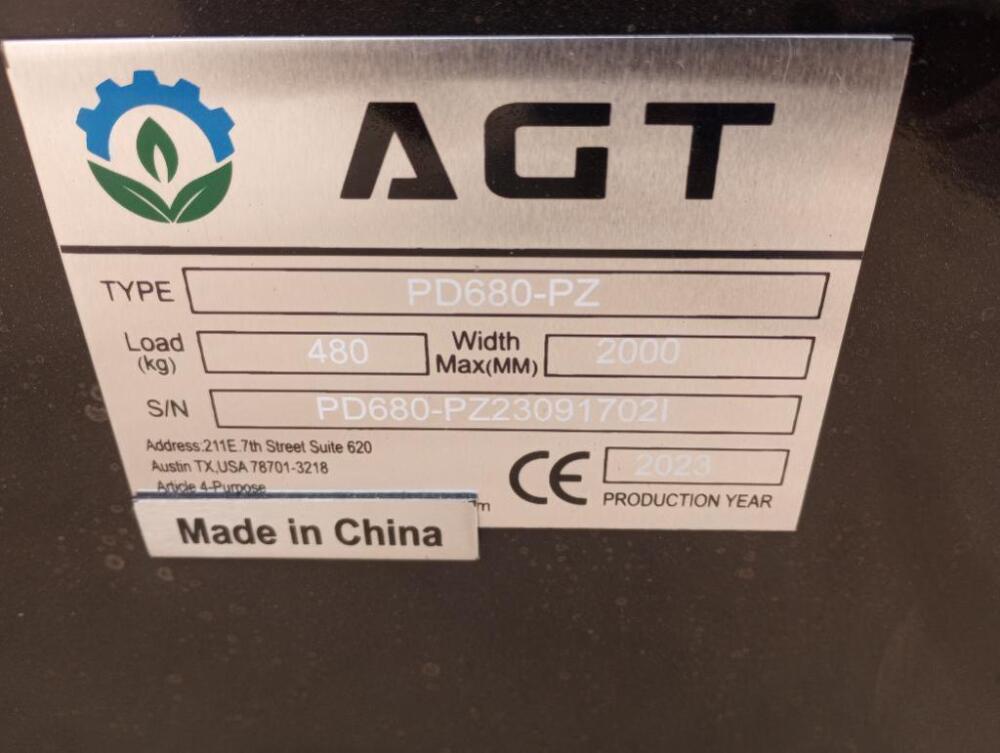 AGT
TYPE PD680-PZ
Load (kg) 480 Width Max(MM) 2000
S/N PD680-PZ23091702I
Address:211E.7th Street Suite 620
Austin TX,USA 78701-3218
Article 4-Purpose
CE 2023
PRODUCTION YEAR
Made in China